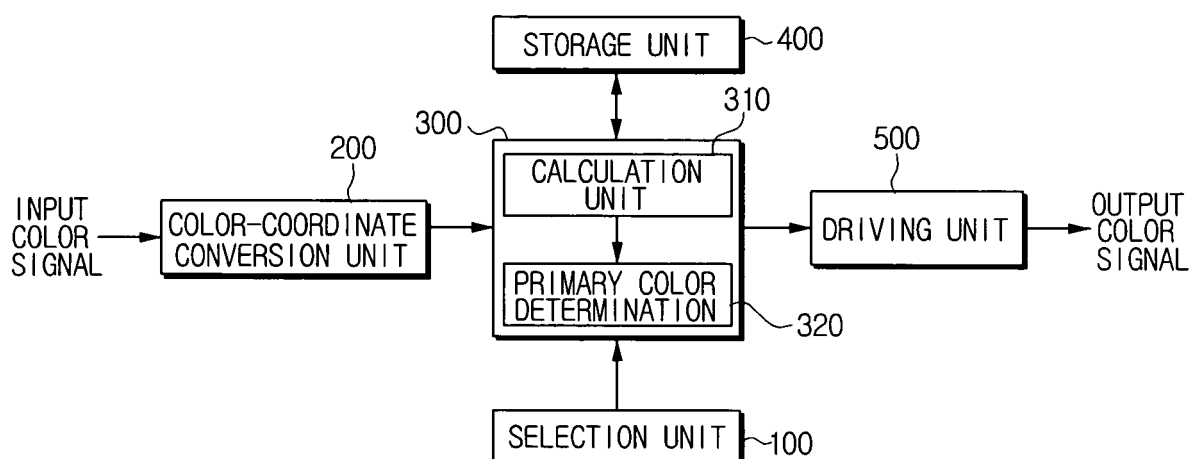 STORAGE UNIT
400
300
310
CALCULATION
UNIT
200
500
INPUT
COLOR
SIGNAL
COLOR-COORDINATE
CONVERSION UNIT
DRIVING UNIT
OUTPUT
COLOR
SIGNAL
PRIMARY COLOR
DETERMINATION
320
SELECTION UNIT
100